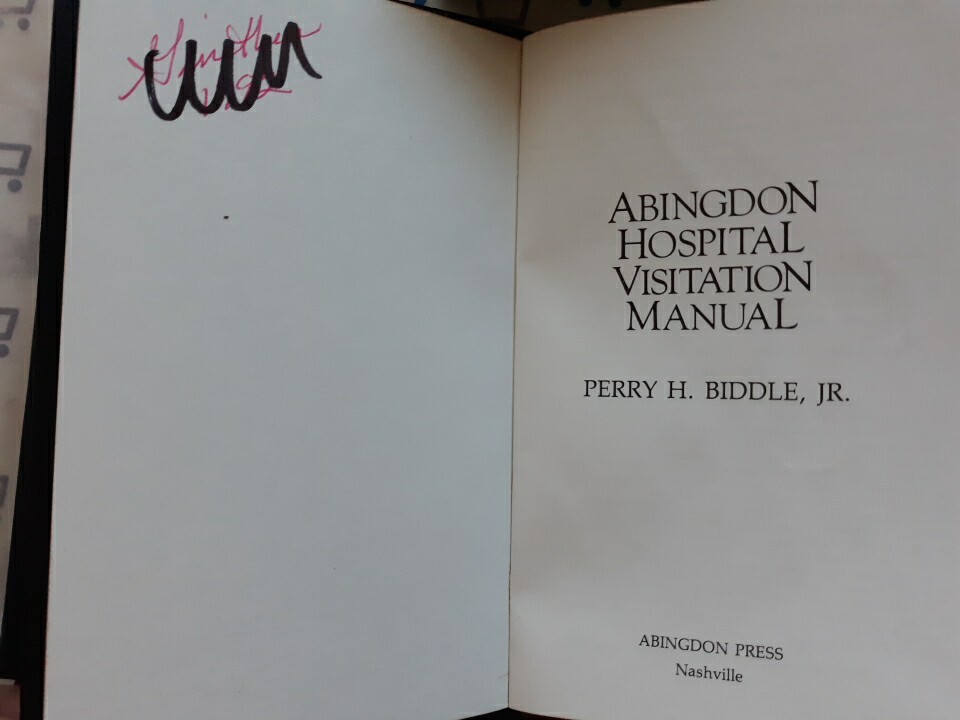 ABINGDON
HOSPITAL
VISITATION
MANUAL
PERRY H. BIDDLE, JR.
ABINGDON PRESS
Nashville